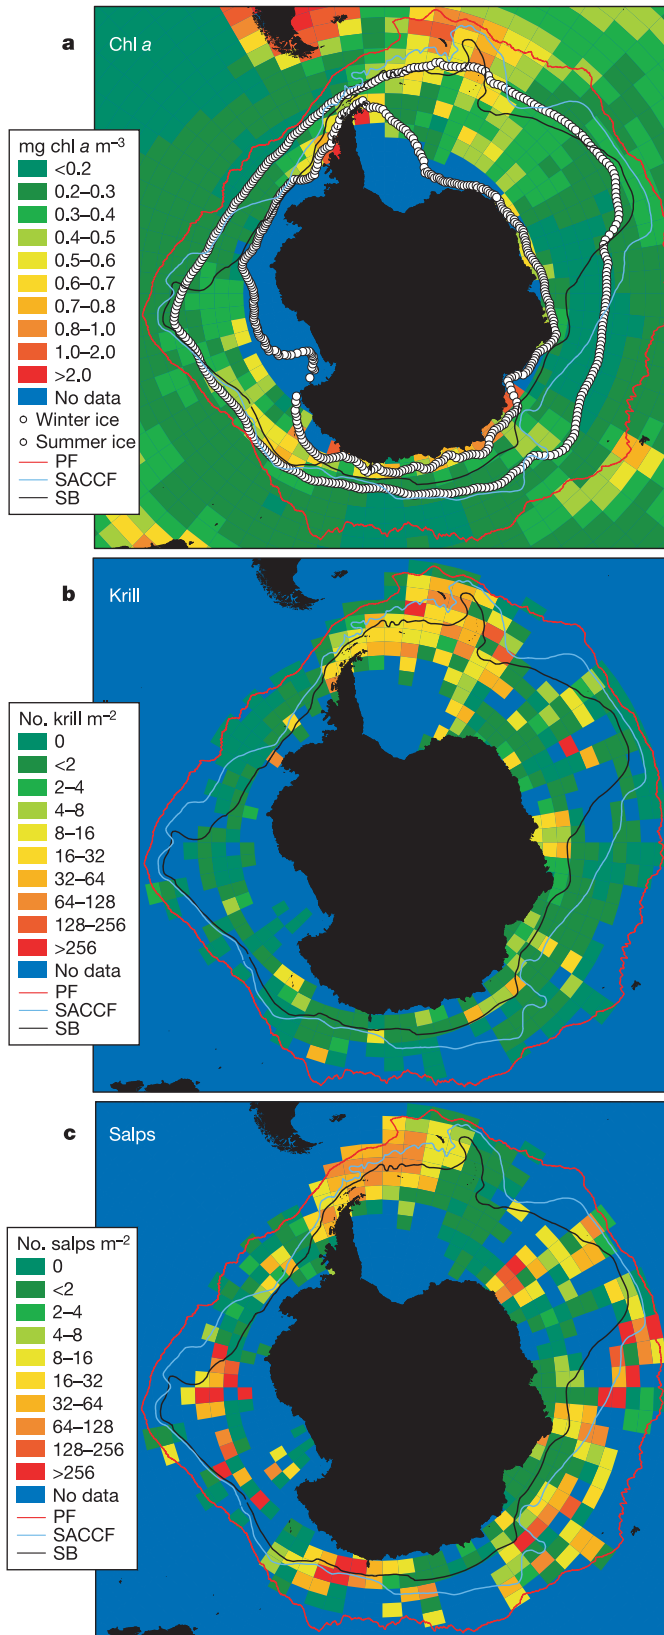 a
Chl a
mg chl a m−3
<0.2
0.2–0.3
0.3–0.4
0.4–0.5
0.5–0.6
0.6–0.7
0.7–0.8
0.8–1.0
1.0–2.0
>2.0
No data
Winter ice
Summer ice
PF
SACCF
SB
b
Krill
No. krill m−2
0
<2
2–4
4–8
8–16
16–32
32–64
64–128
128–256
>256
No data
PF
SACCF
SB
c
Salps
No. salps m−2
0
<2
2–4
4–8
8–16
16–32
32–64
64–128
128–256
>256
No data
PF
SACCF
SB